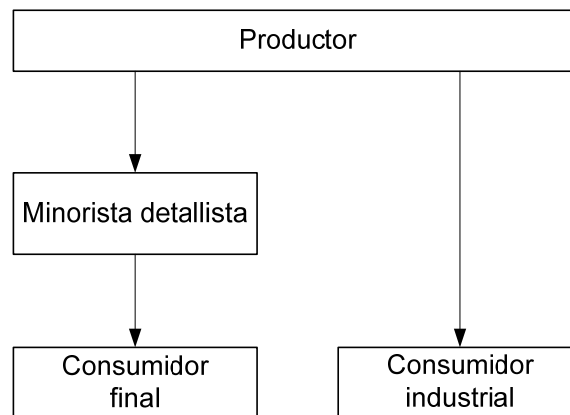 Productor
Minorista detallista
Consumidor
final
Consumidor
industrial